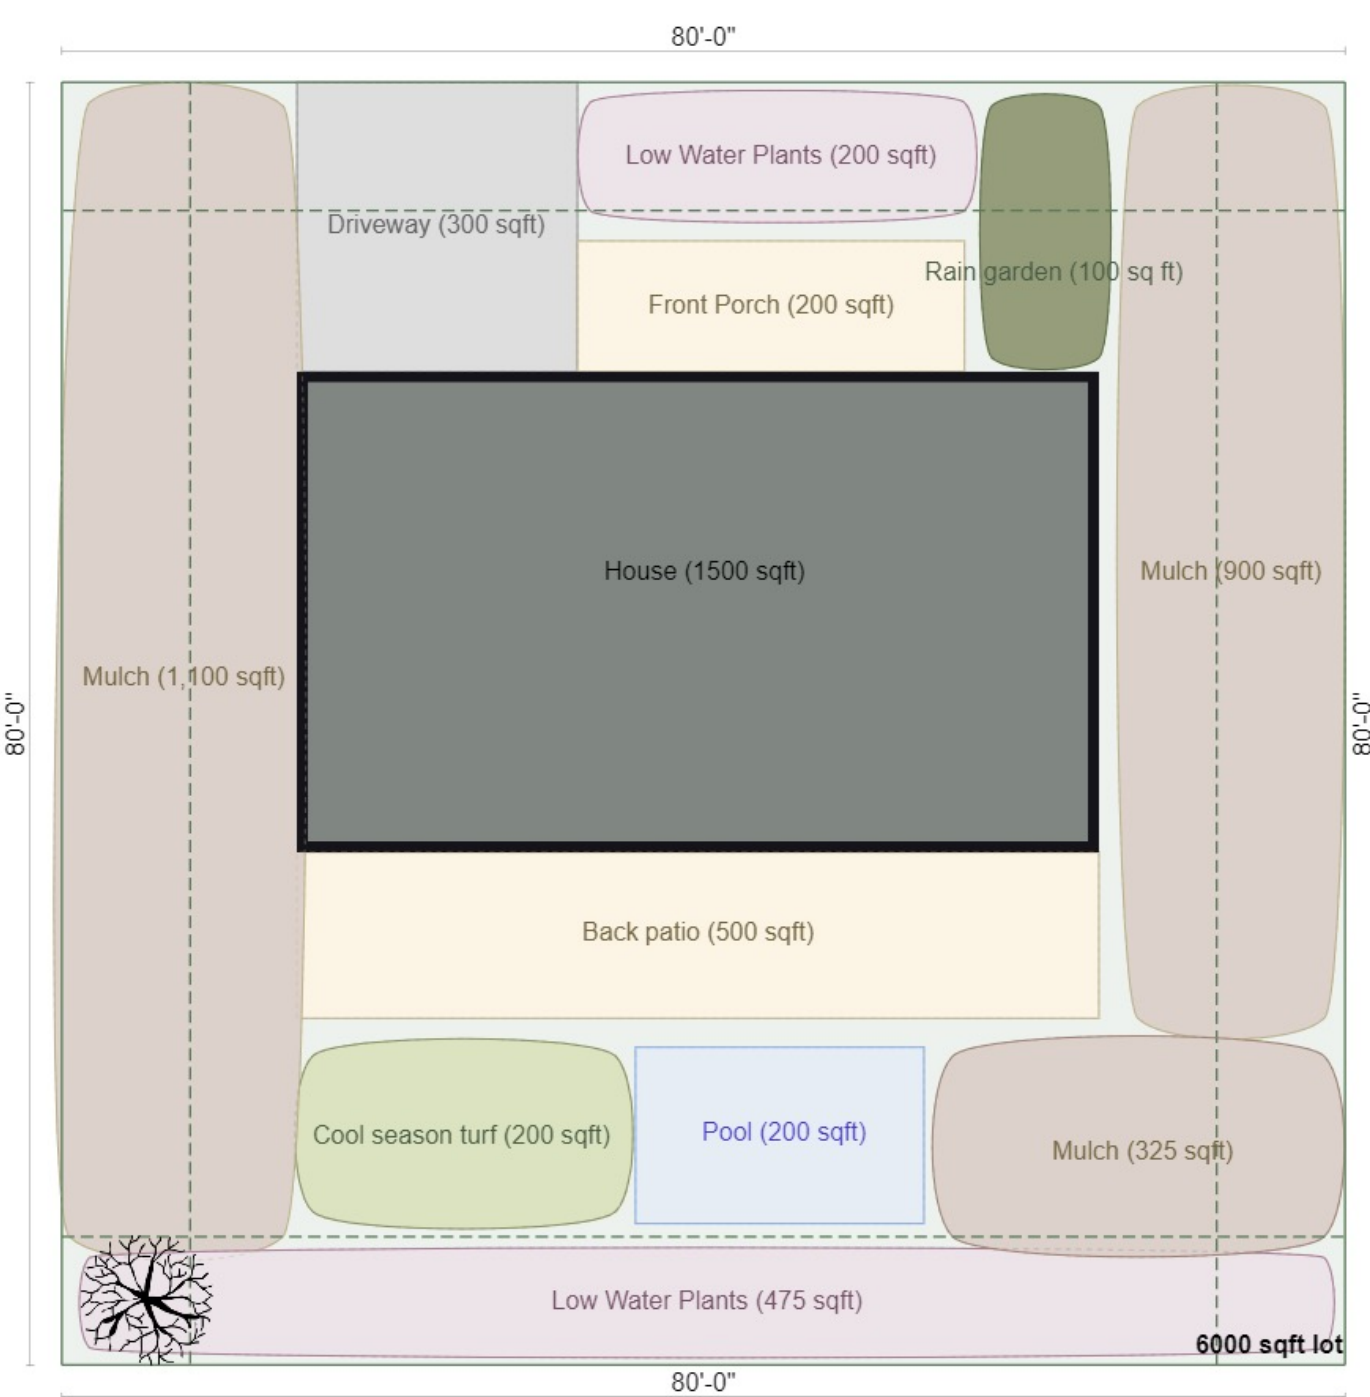 80'-0"
Low Water Plants (200 sqft)
Driveway (300 sqft)
Rain garden (100 sq ft)
Front Porch (200 sqft)
House (1500 sqft)
Mulch (900 sqft)
Mulch (1,100 sqft)
80'-0"
80'-0"
Back patio (500 sqft)
Cool season turf (200 sqft)
Pool (200 sqft)
Mulch (325 sqft)
Low Water Plants (475 sqft)
6000 sqft lot
80'-0"